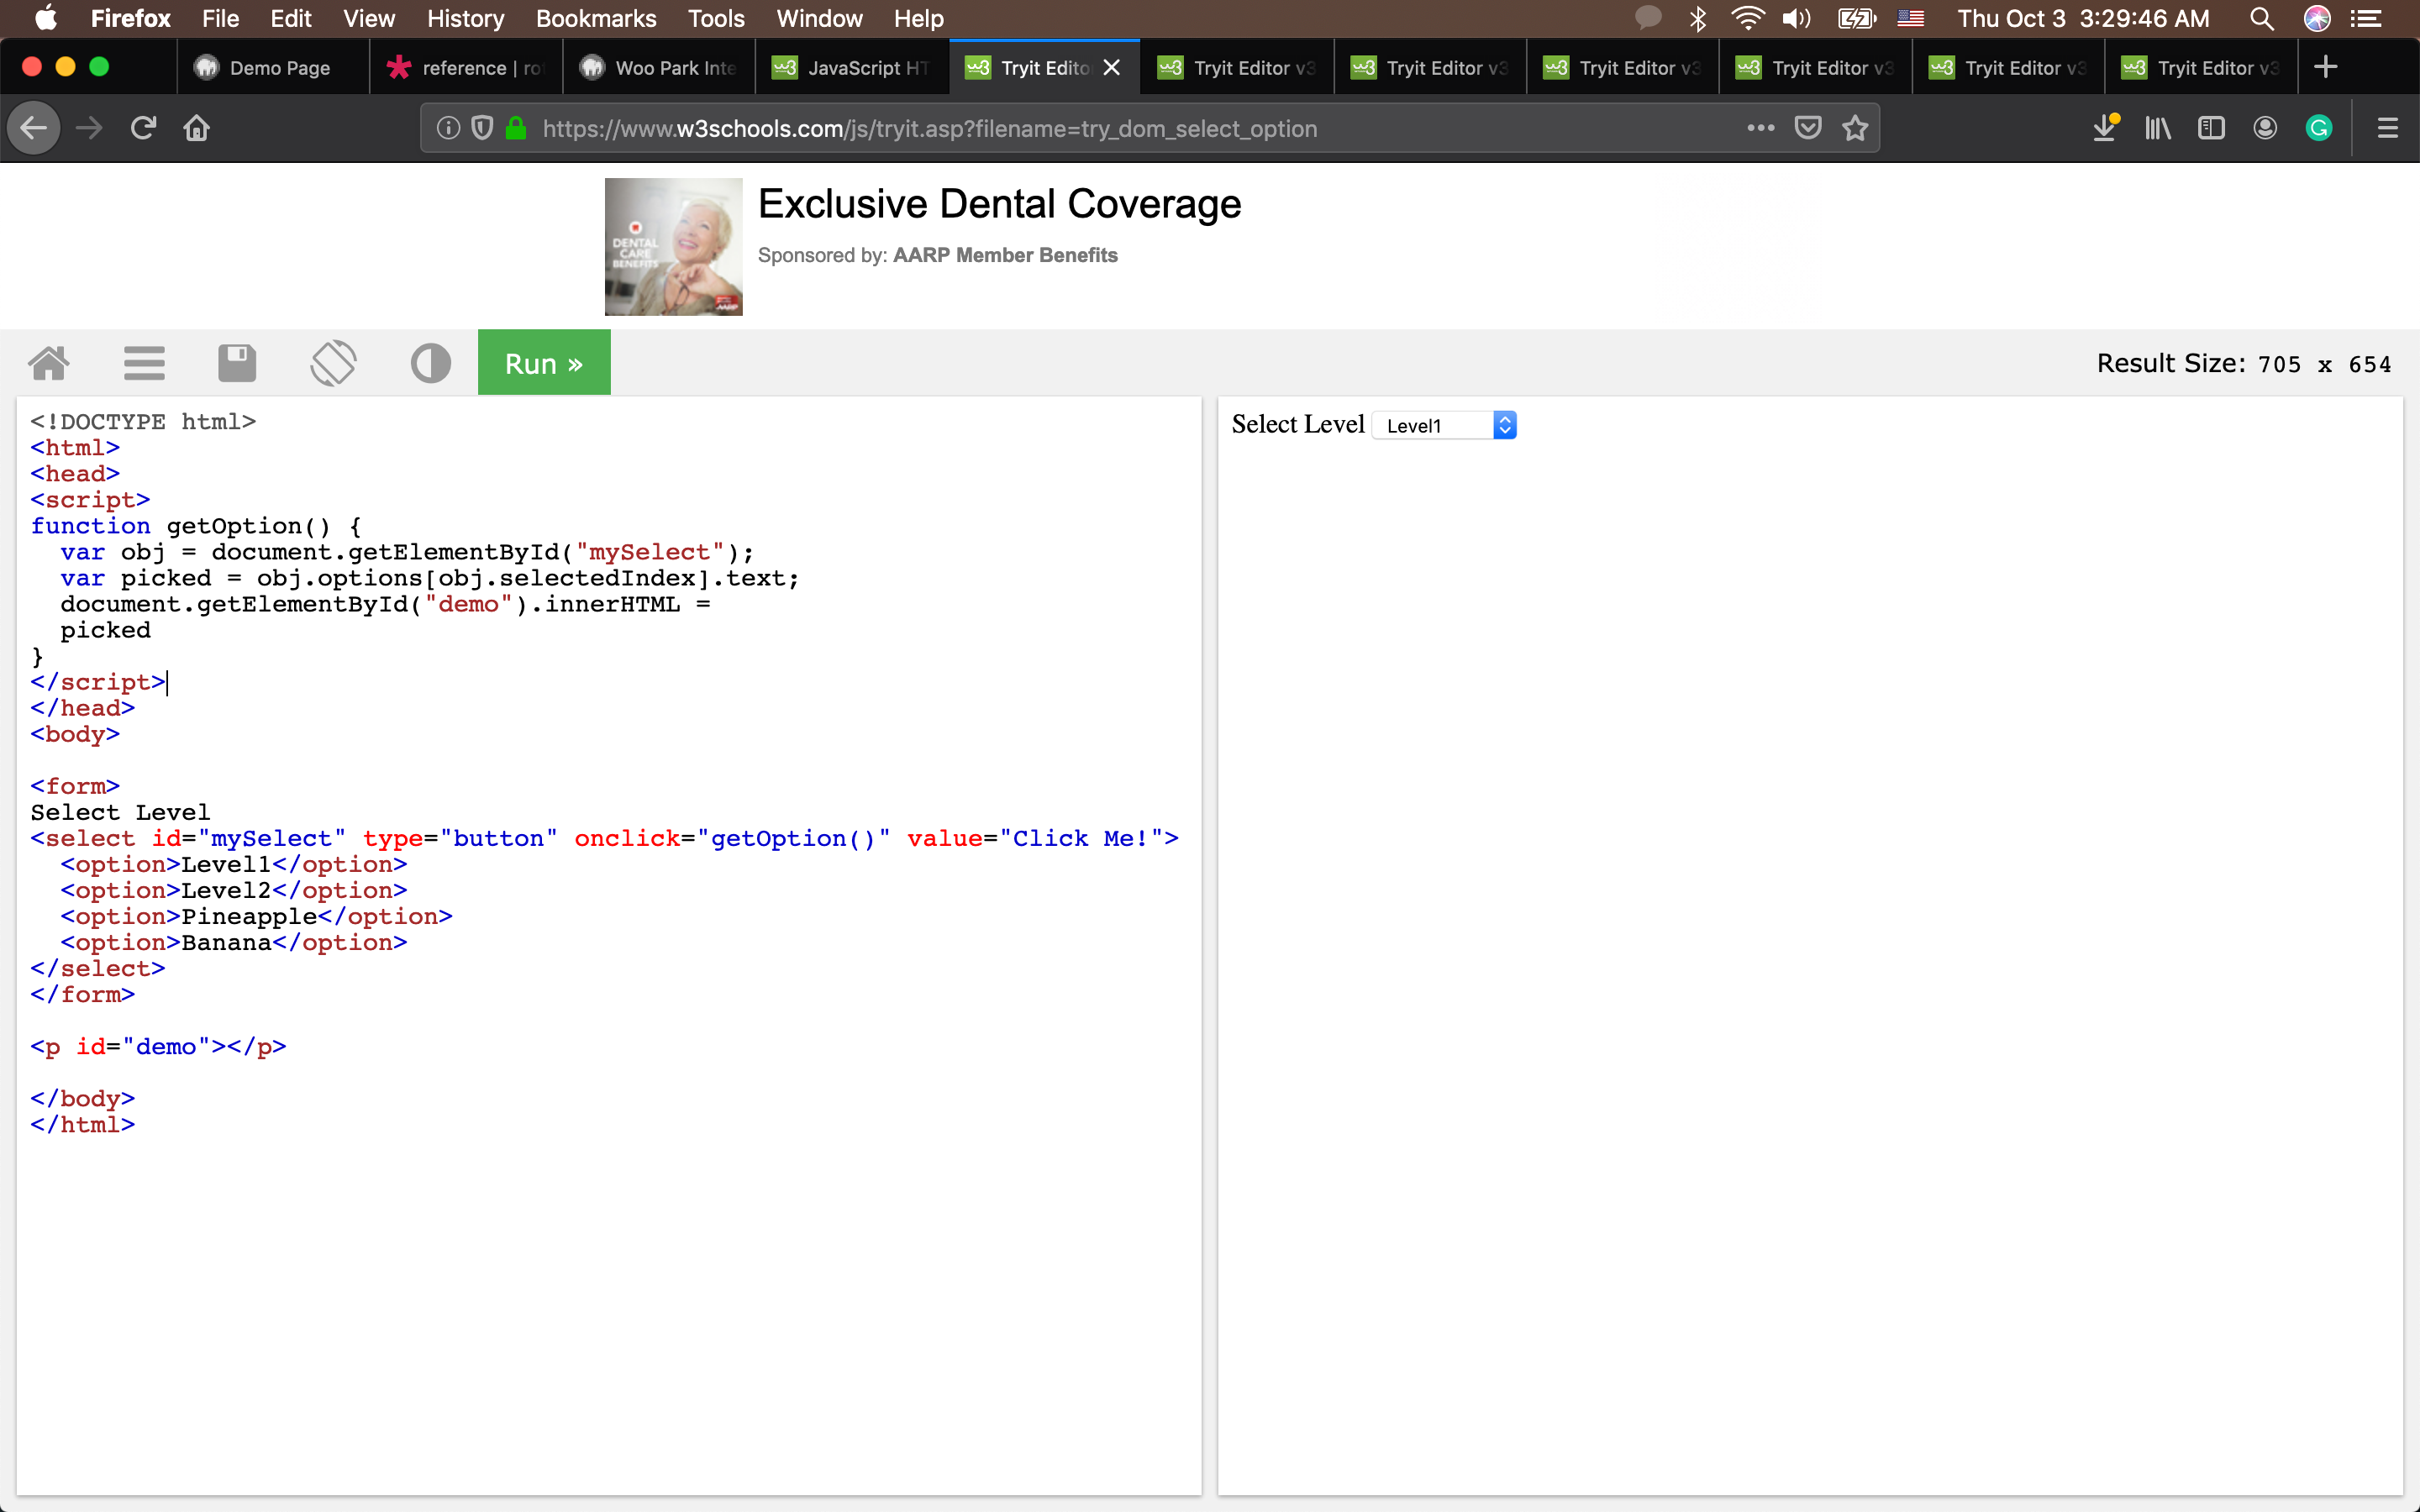 Firefox File Edit View History Bookmarks Tools Window Help Thu Oct 3 3:29:46 AM
Demo Page reference | ro Woo Park Inte JavaScript HT Tryit Edito Tryit Editor v3 Tryit Editor v3 Tryit Editor v3 Tryit Editor v3 Tryit Editor v3 Tryit Editor v3
https://www.w3schools.com/js/tryit.asp?filename=try_dom_select_option
DENTAL
CARE
BENEFITS
AARP
Exclusive Dental Coverage
Sponsored by: AARP Member Benefits
Run »
Result Size: 705 x 654
<!DOCTYPE html>
<html>
<head>
<script>
function getOption() {
  var obj = document.getElementById("mySelect");
  var picked = obj.options[obj.selectedIndex].text;
  document.getElementById("demo").innerHTML =
  picked
}
</script>
</head>
<body>
<form>
Select Level
<select id="mySelect" type="button" onclick="getOption()" value="Click Me!">
  <option>Level1</option>
  <option>Level2</option>
  <option>Pineapple</option>
  <option>Banana</option>
</select>
</form>
<p id="demo"></p>
</body>
</html>
Select Level Level1